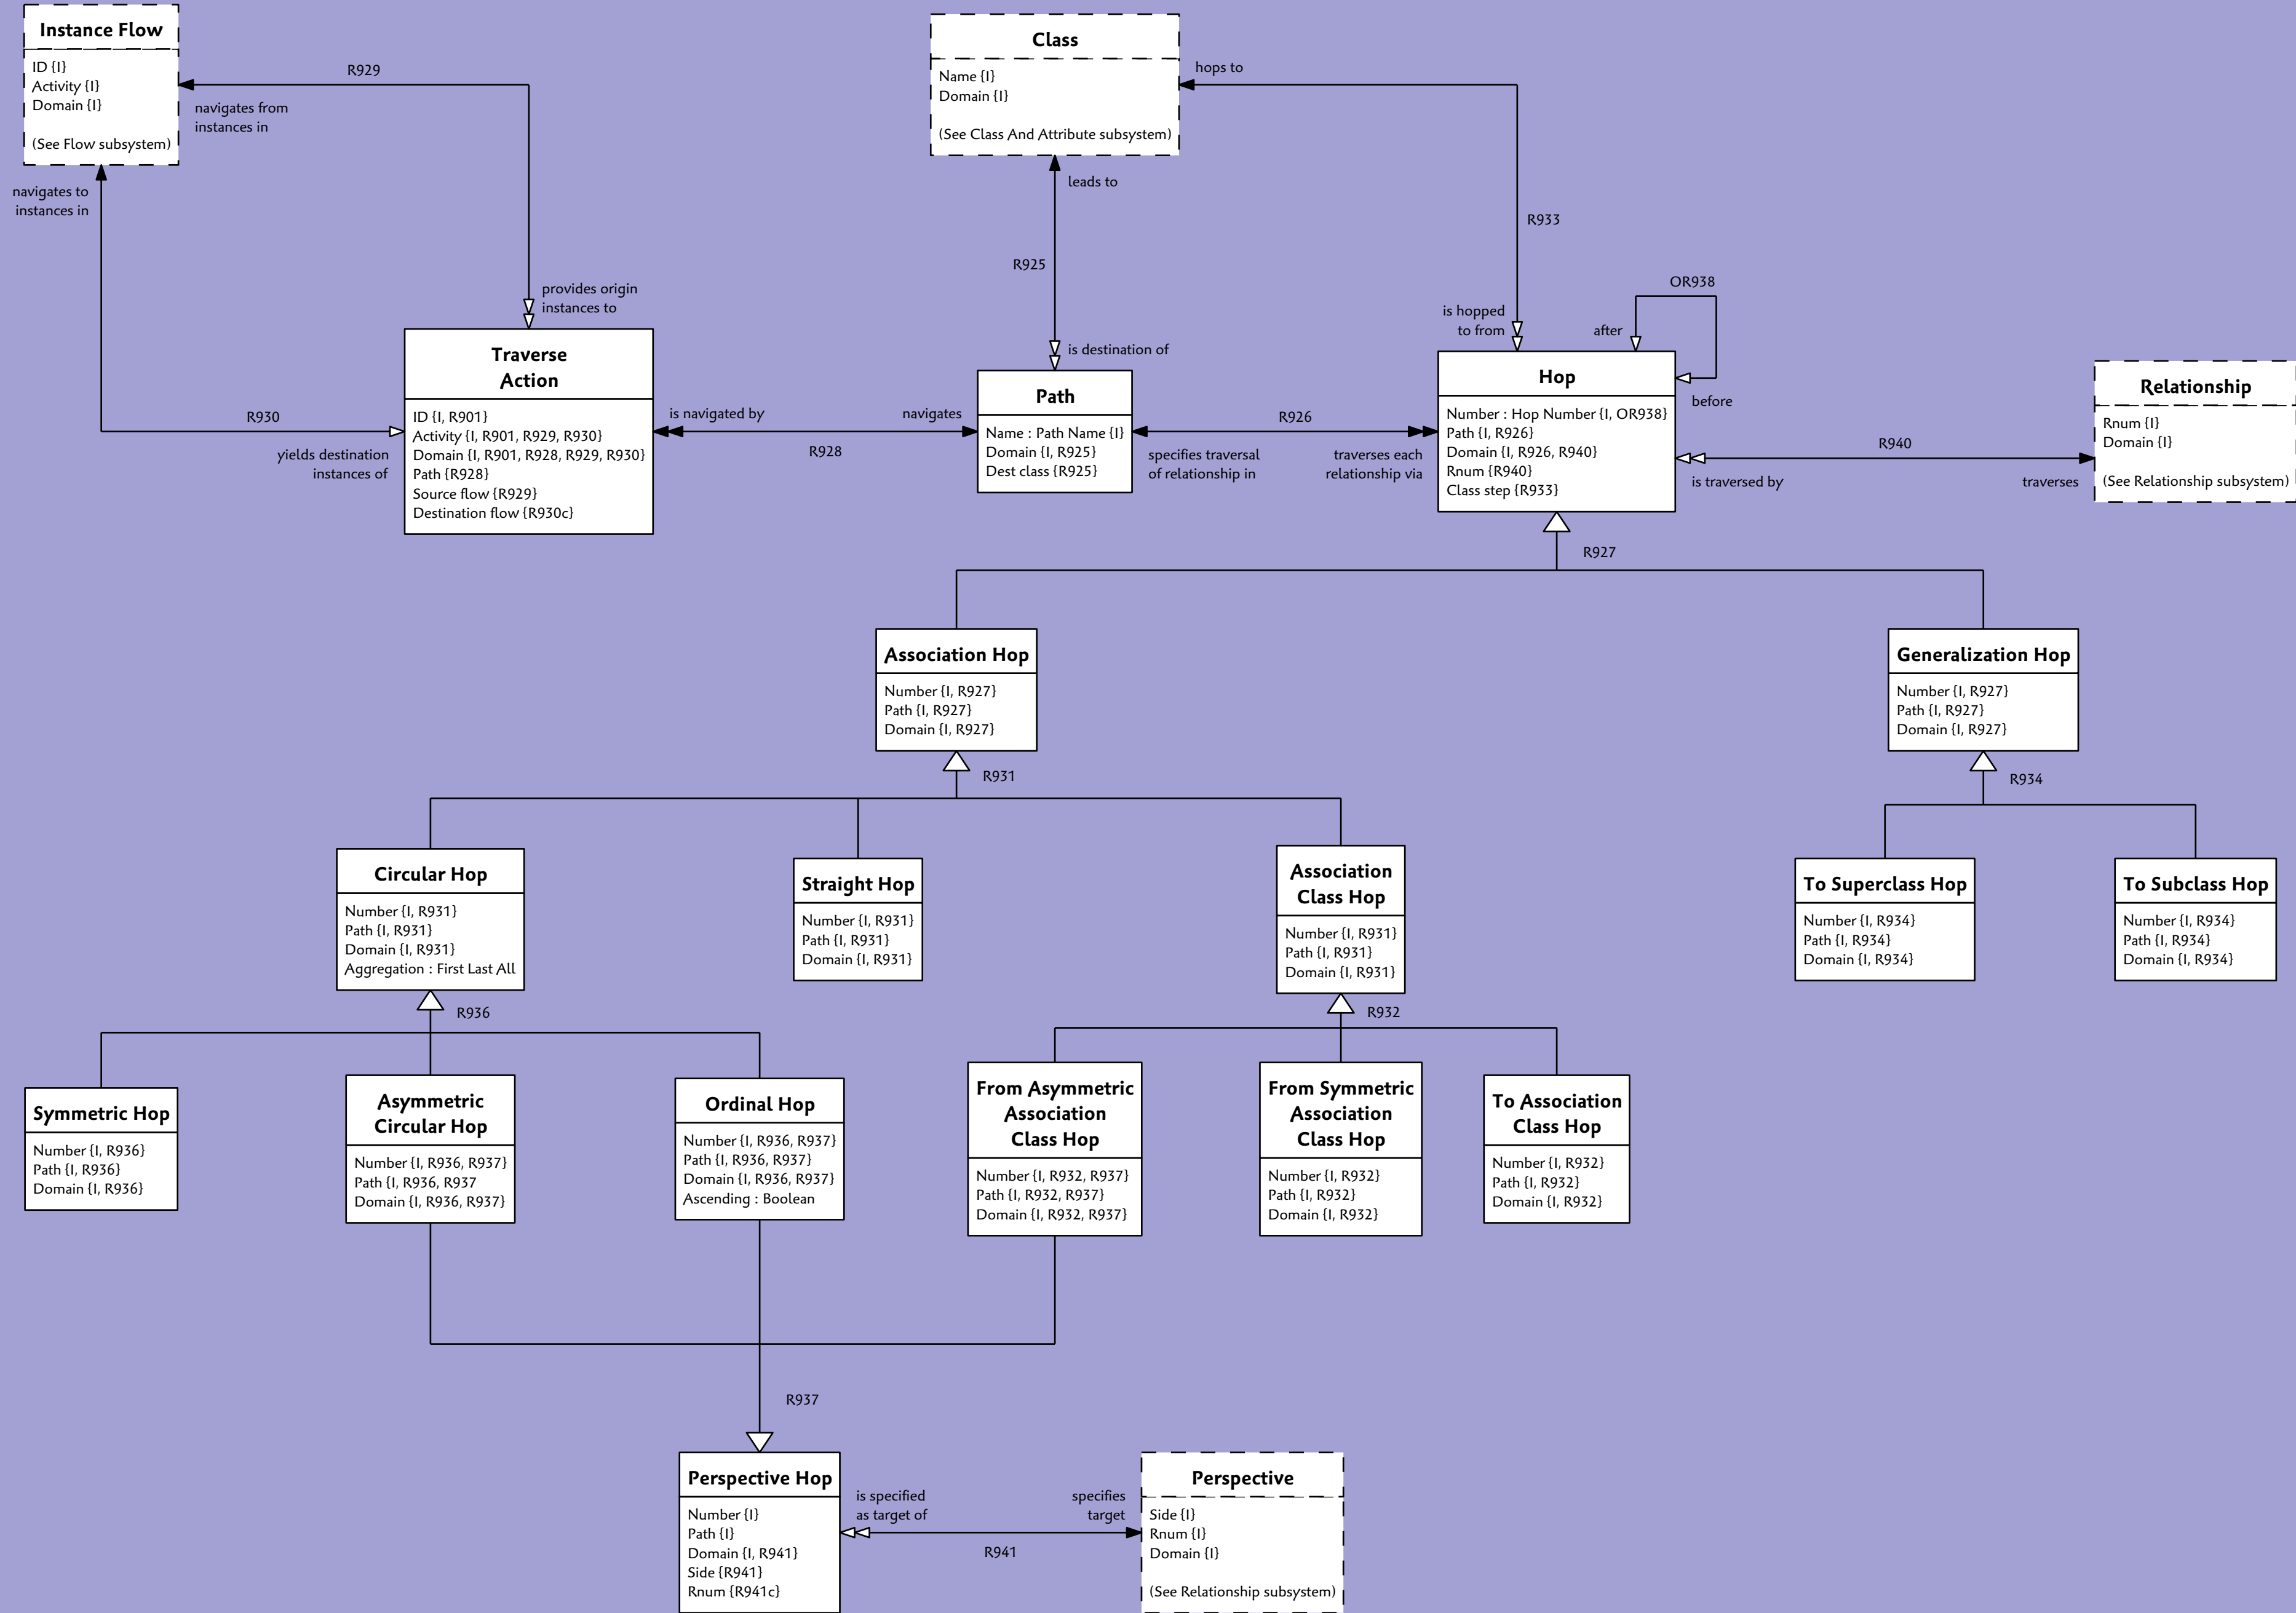 Instance Flow
ID {I}
Activity {I}
Domain {I}
(See Flow subsystem)
R929
navigates from
instances in
navigates to
instances in
provides origin
instances to
R930
yields destination
instances of
Traverse
Action
ID {I, R901}
Activity {I, R901, R929, R930}
Domain {I, R901, R928, R929, R930}
Path {R928}
Source flow {R929}
Destination flow {R930c}
is navigated by
navigates
R928
Class
Name {I}
Domain {I}
(See Class And Attribute subsystem)
leads to
R925
is destination of
hops to
R933
is hopped
to from
Path
Name : Path Name {I}
Domain {I, R925}
Dest class {R925}
R926
specifies traversal
of relationship in
traverses each
relationship via
OR938
after
before
Hop
Number : Hop Number {I, OR938}
Path {I, R926}
Domain {I, R926, R940}
Rnum {R940}
Class step {R933}
R940
is traversed by
traverses
Relationship
Rnum {I}
Domain {I}
(See Relationship subsystem)
R927
Association Hop
Number {I, R927}
Path {I, R927}
Domain {I, R927}
Generalization Hop
Number {I, R927}
Path {I, R927}
Domain {I, R927}
R931
R934
Circular Hop
Number {I, R931}
Path {I, R931}
Domain {I, R931}
Aggregation : First Last All
Straight Hop
Number {I, R931}
Path {I, R931}
Domain {I, R931}
Association
Class Hop
Number {I, R931}
Path {I, R931}
Domain {I, R931}
To Superclass Hop
Number {I, R934}
Path {I, R934}
Domain {I, R934}
To Subclass Hop
Number {I, R934}
Path {I, R934}
Domain {I, R934}
R936
R932
Symmetric Hop
Number {I, R936}
Path {I, R936}
Domain {I, R936}
Asymmetric
Circular Hop
Number {I, R936, R937}
Path {I, R936, R937
Domain {I, R936, R937}
Ordinal Hop
Number {I, R936, R937}
Path {I, R936, R937}
Domain {I, R936, R937}
Ascending : Boolean
From Asymmetric
Association
Class Hop
Number {I, R932, R937}
Path {I, R932, R937}
Domain {I, R932, R937}
From Symmetric
Association
Class Hop
Number {I, R932}
Path {I, R932}
Domain {I, R932}
To Association
Class Hop
Number {I, R932}
Path {I, R932}
Domain {I, R932}
R937
Perspective Hop
Number {I}
Path {I}
Domain {I, R941}
Side {R941}
Rnum {R941c}
is specified
as target of
specifies
target
R941
Perspective
Side {I}
Rnum {I}
Domain {I}
(See Relationship subsystem)